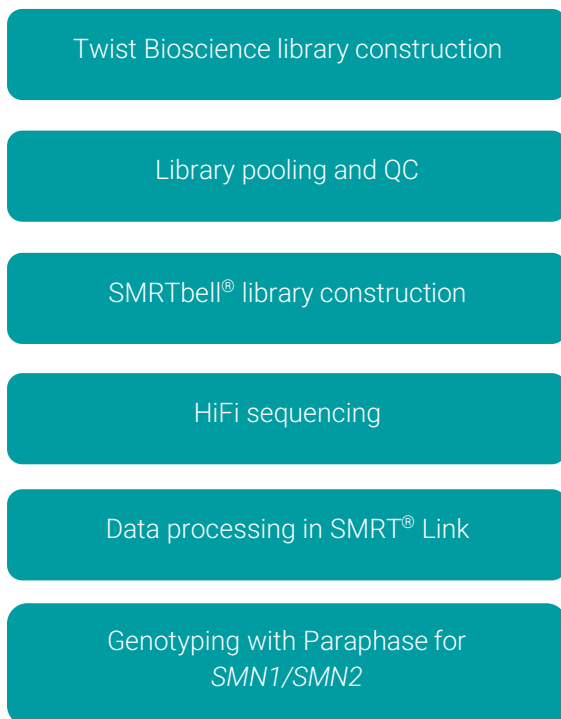 Twist Bioscience library construction
Library pooling and QC
SMRTbell® library construction
HiFi sequencing
Data processing in SMRT® Link
Genotyping with Paraphase for
SMN1/SMN2